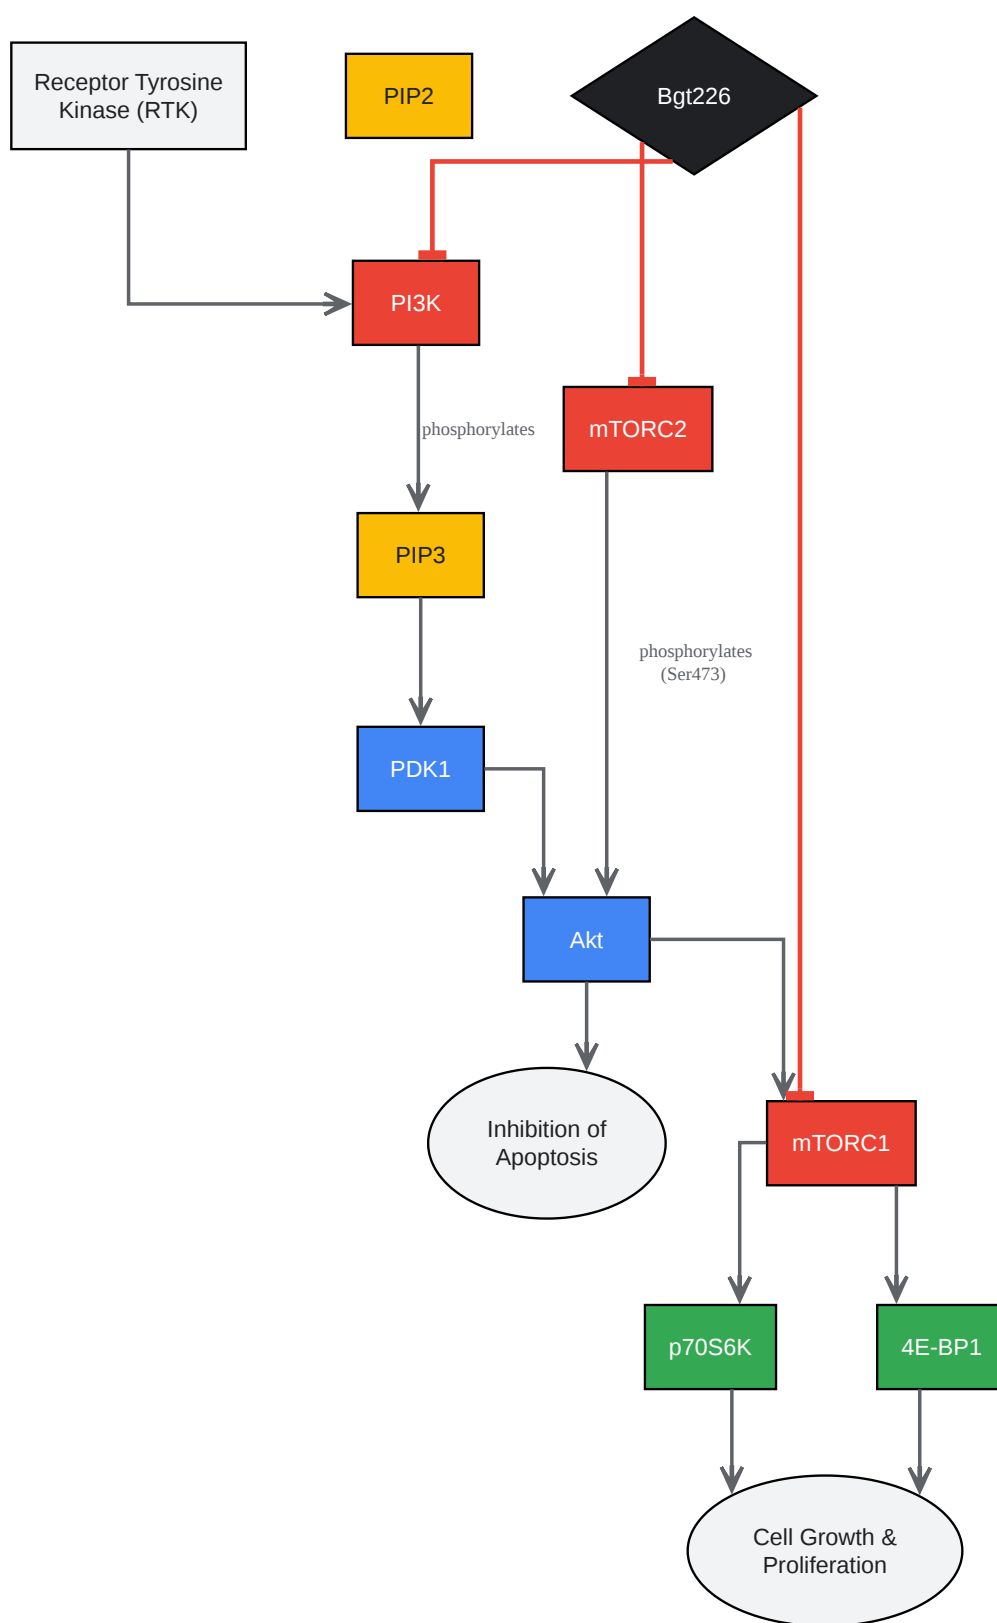 Receptor Tyrosine
Kinase (RTK)
PIP2
Bgt226
PI3K
phosphorylates
mTORC2
PIP3
phosphorylates
(Ser473)
PDK1
Akt
Inhibition of
Apoptosis
mTORC1
p70S6K
4E-BP1
Cell Growth &
Proliferation